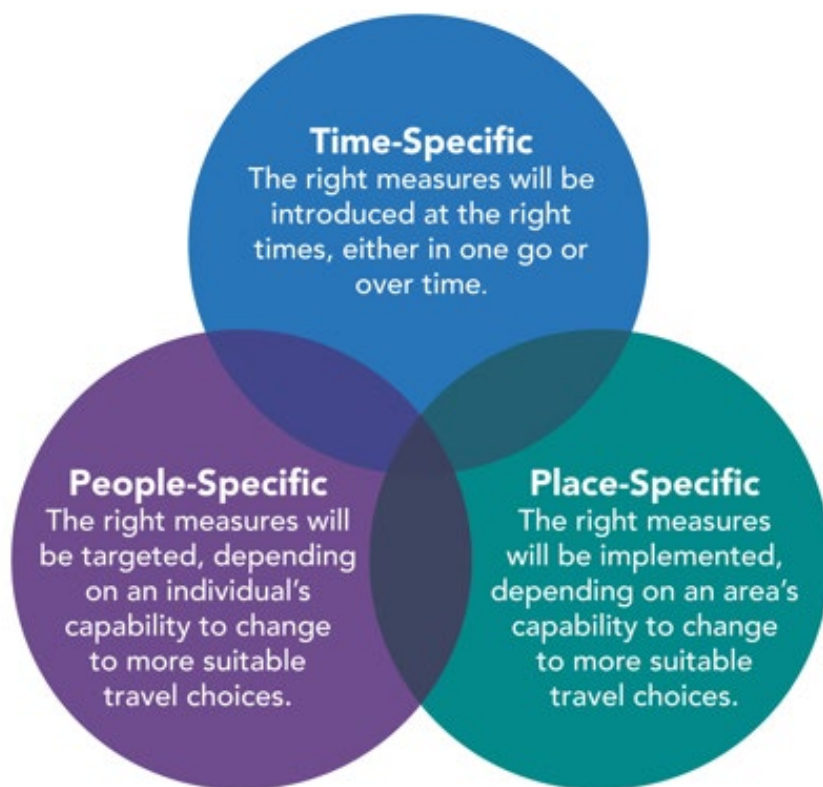 Time-Specific
The right measures will be
introduced at the right
times, either in one go or
over time.
People-Specific
The right measures will
be targeted, depending
on an individual's
capability to change
to more suitable
travel choices.
Place-Specific
The right measures
will be implemented,
depending on an area's
capability to change
to more suitable
travel choices.